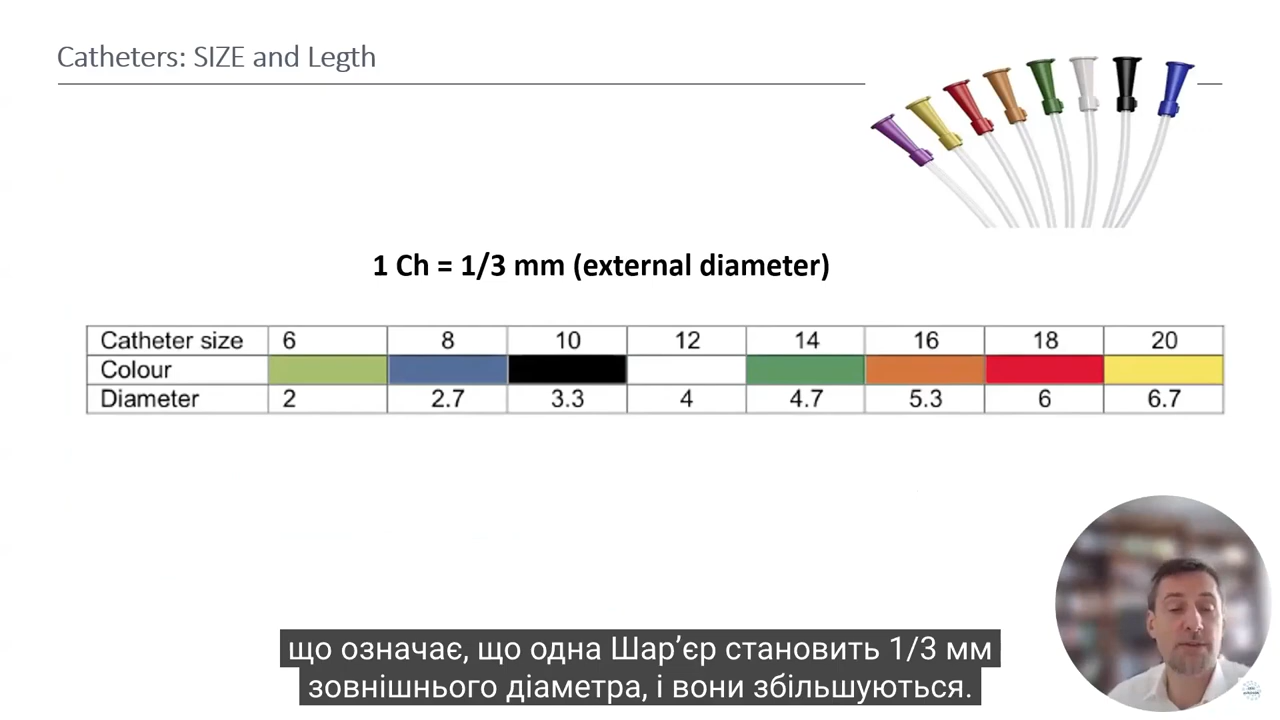 Catheters: SIZE and Legth
1 Ch = 1/3 mm (external diameter)
Catheter size 6 8 10 12 14 16 18 20
Colour
Diameter 2 2.7 3.3 4 4.7 5.3 6 6.7
що означає, що одна Шар’єр становить 1/3 мм
зовнішнього діаметра, і вони збільшуються.